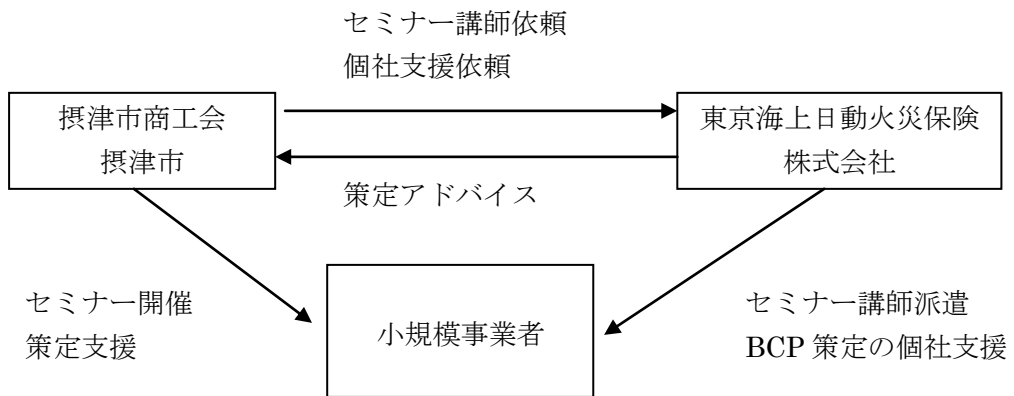 セミナー講師依頼
個社支援依頼
摂津市商工会
摂津市
東京海上日動火災保険
株式会社
策定アドバイス
セミナー開催
策定支援
小規模事業者
セミナー講師派遣
BCP 策定の個社支援